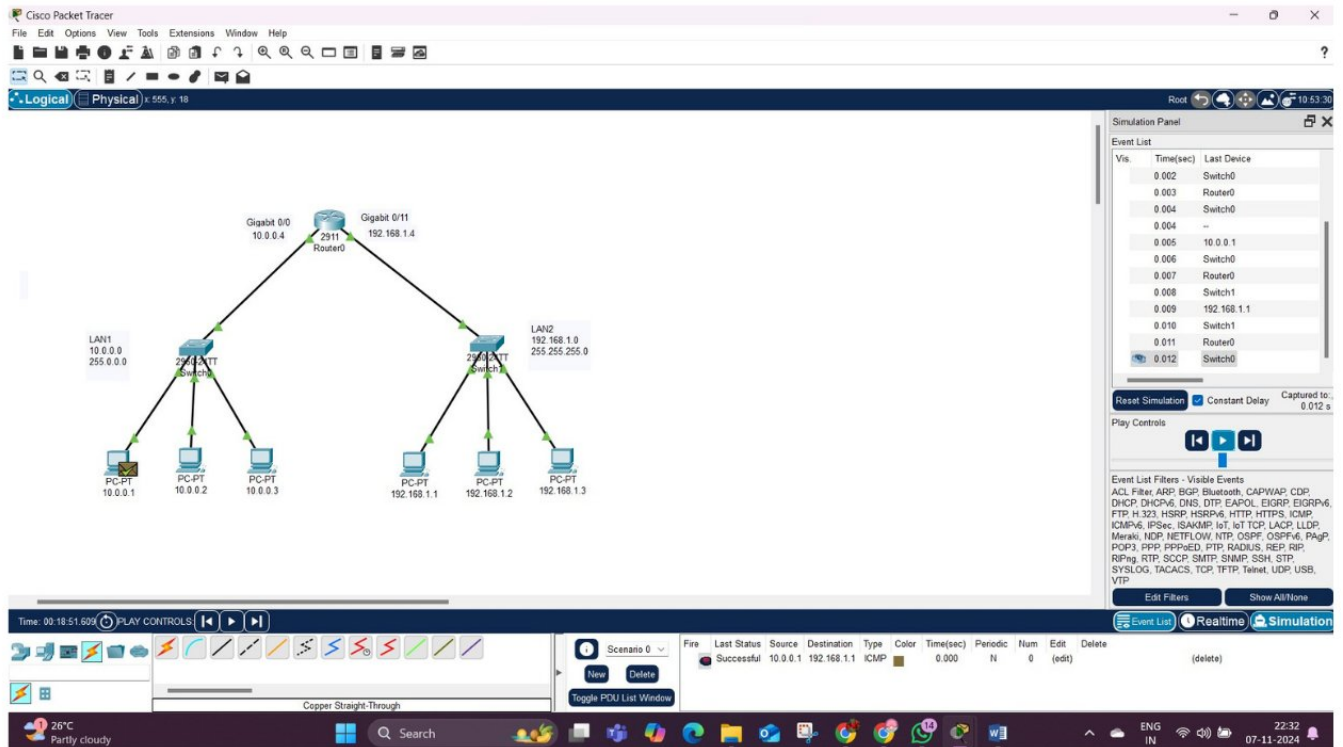 Cisco Packet Tracer
File Edit Options View Tools Extensions Window Help
?
Logical Physical x: 555, y: 18
Root 10:53:30
Simulation Panel
Event List
Vis. Time(sec) Last Device
0.002 Switch0
0.003 Router0
0.004 Switch0
0.004 --
0.005 10.0.0.1
0.006 Switch0
0.007 Router0
0.008 Switch1
0.009 192.168.1.1
0.010 Switch1
0.011 Router0
0.012 Switch0
Reset Simulation Constant Delay Captured to:
0.012 s
Play Controls
Event List Filters - Visible Events
ACL Filter, ARP, BGP, Bluetooth, CAPWAP, CDP,
DHCP, DHCPv6, DNS, DTP, EAPOL, EIGRP, EIGRPv6,
FTP, H.323, HSRP, HSRPv6, HTTP, HTTPS, ICMP,
ICMPv6, IPSec, ISAKMP, IoT, IoT TCP, LACP, LLDP,
Meraki, NDP, NETFLOW, NTP, OSPF, OSPFv6, PAgP,
POP3, PPP, PPPoED, PTP, RADIUS, REP, RIP,
RIPng, RTP, SCCP, SMTP, SNMP, SSH, STP,
SYSLOG, TACACS, TCP, TFTP, Telnet, UDP, USB,
VTP
Edit Filters Show All/None
Event List Realtime Simulation
Gigabit 0/0
10.0.0.4
Gigabit 0/11
192.168.1.4
2911
Router0
LAN1
10.0.0.0
255.0.0.0
2950-24TT
Switch0
LAN2
192.168.1.0
255.255.255.0
2950-24TT
Switch1
PC-PT
10.0.0.1
PC-PT
10.0.0.2
PC-PT
10.0.0.3
PC-PT
192.168.1.1
PC-PT
192.168.1.2
PC-PT
192.168.1.3
Time: 00:18:51.609 PLAY CONTROLS:
Copper Straight-Through
Scenario 0
New Delete
Toggle PDU List Window
Fire Last Status Source Destination Type Color Time(sec) Periodic Num Edit Delete
Successful 10.0.0.1 192.168.1.1 ICMP 0.000 N 0 (edit) (delete)
1
26°C
Partly cloudy
Search
14
ENG
IN
22:32
07-11-2024